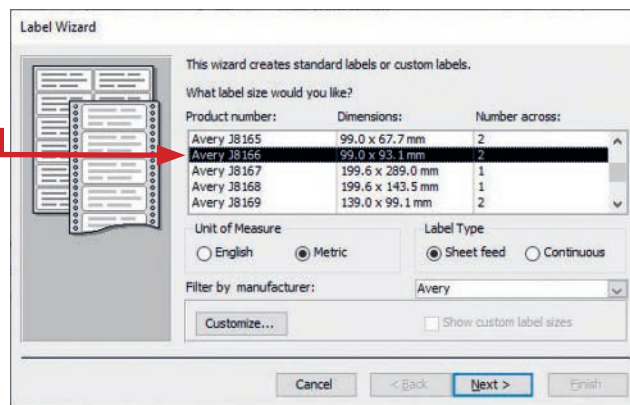 Label Wizard
This wizard creates standard labels or custom labels.
What label size would you like?
Product number: Dimensions: Number across:
Avery J8165 99.0 x 67.7 mm 2
Avery J8166 99.0 x 93.1 mm 2
Avery J8167 199.6 x 289.0 mm 1
Avery J8168 199.6 x 143.5 mm 1
Avery J8169 139.0 x 99.1 mm 2
Unit of Measure Label Type
English Metric Sheet feed Continuous
Filter by manufacturer: Avery
Customize... Show custom label sizes
Cancel < Back Next > Finish